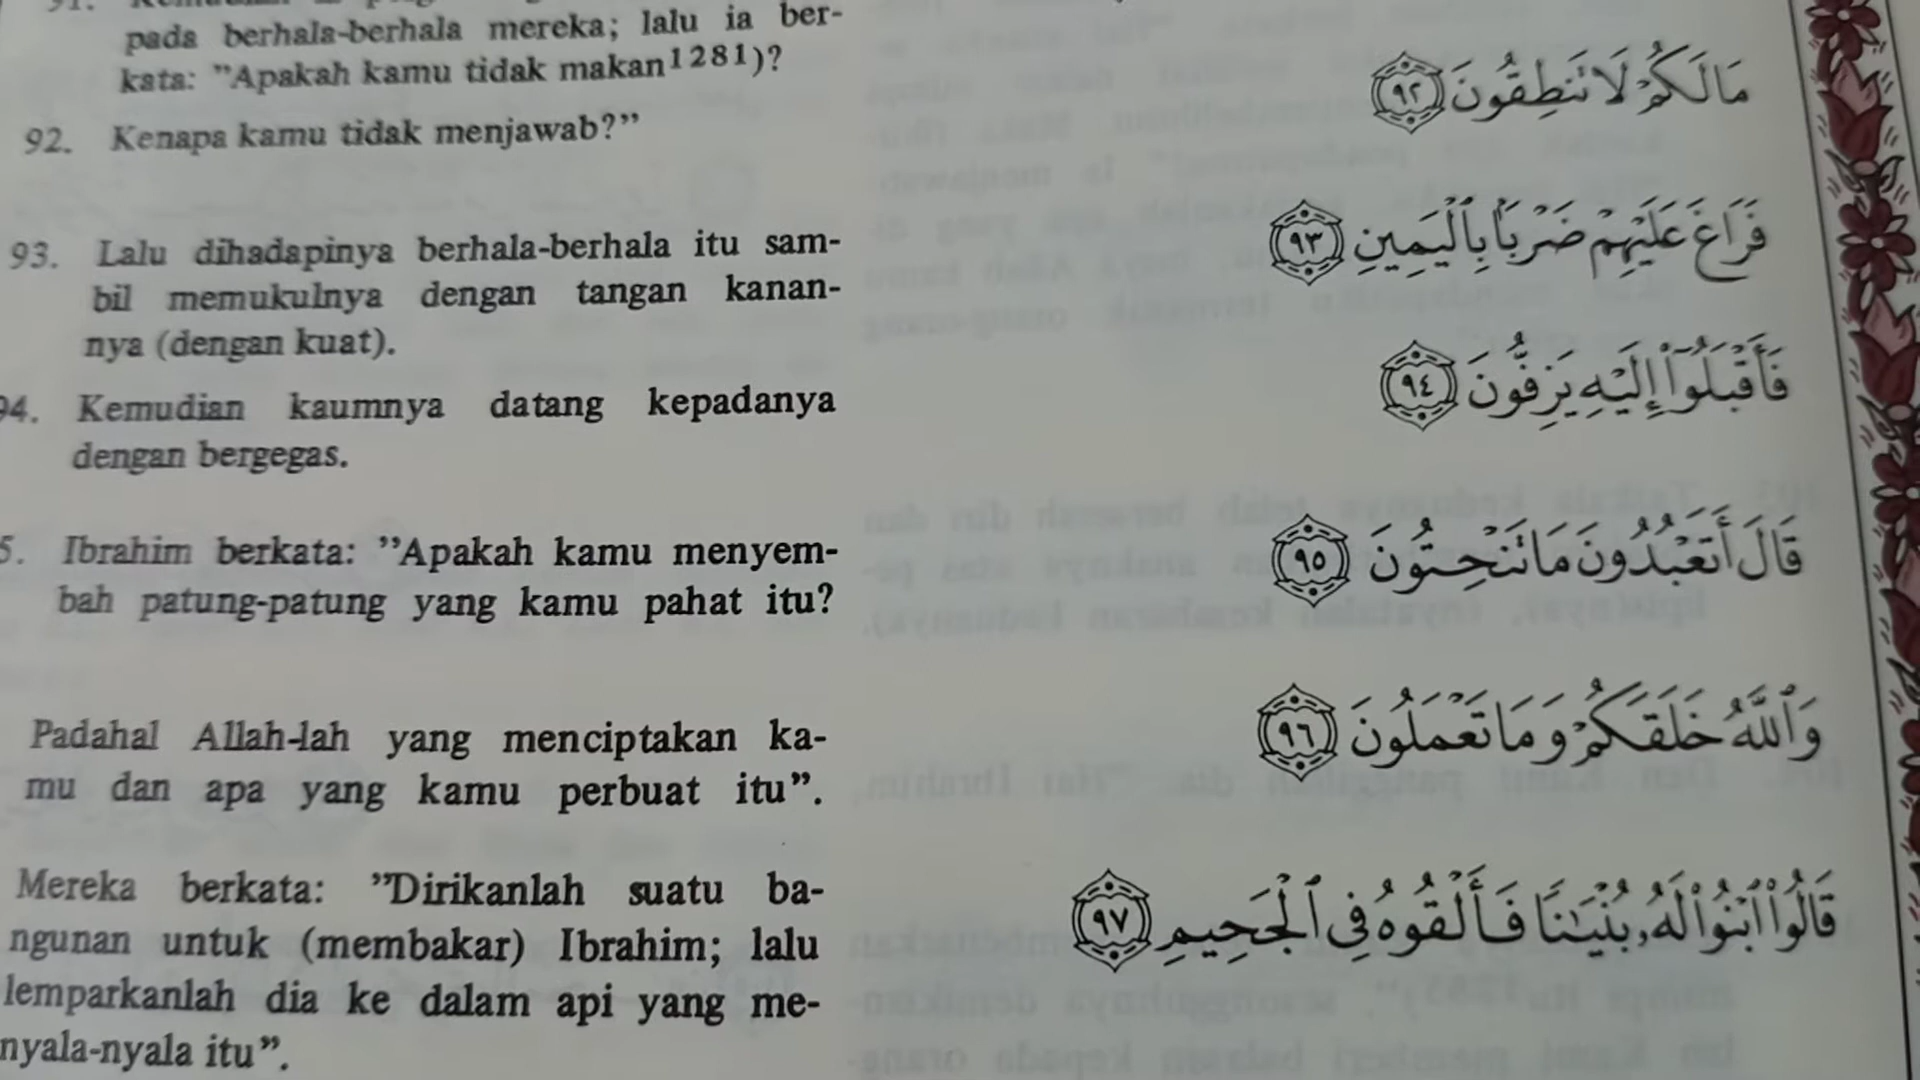 pada berhala-berhala mereka; lalu ia ber-
kata: ”Apakah kamu tidak makan1281)?
92. Kenapa kamu tidak menjawab?”
مَا لَكُمْ لَا تَنطِقُونَ ٩٢
93. Lalu dihadapinya berhala-berhala itu sam-
bil memukulnya dengan tangan kanan-
nya (dengan kuat).
فَرَاغَ عَلَيْهِمْ ضَرْبًۢا بِٱلْيَمِينِ ٩٣
94. Kemudian kaumnya datang kepadanya
dengan bergegas.
فَأَقْبَلُوٓا۟ إِلَيْهِ يَزِفُّونَ ٩٤
5. Ibrahim berkata: ”Apakah kamu menyem-
bah patung-patung yang kamu pahat itu?
قَالَ أَتَعْبُدُونَ مَا تَنْحِتُونَ ٩٥
Padahal Allah-lah yang menciptakan ka-
mu dan apa yang kamu perbuat itu”.
وَٱللَّهُ خَلَقَكُمْ وَمَا تَعْمَلُونَ ٩٦
Mereka berkata: ”Dirikanlah suatu ba-
ngunan untuk (membakar) Ibrahim; lalu
lemparkanlah dia ke dalam api yang me-
nyala-nyala itu”.
قَالُوا۟ ٱبْنُوا۟ لَهُۥ بُنْيَٰنًا فَأَلْقُوهُ فِى ٱلْجَحِيمِ ٩٧